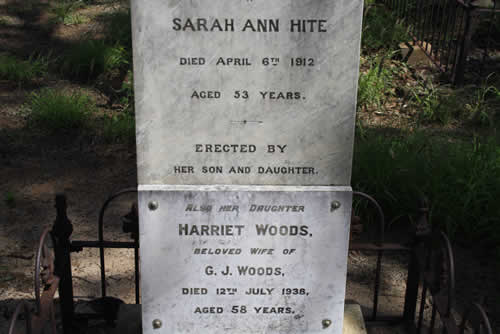 SARAH ANN HITE
DIED APRIL 6TH 1912
AGED 53 YEARS.
ERECTED BY
HER SON AND DAUGHTER.
ALSO HER DAUGHTER
HARRIET WOODS,
BELOVED WIFE OF
G. J. WOODS,
DIED 12TH JULY 1938,
AGED 58 YEARS.